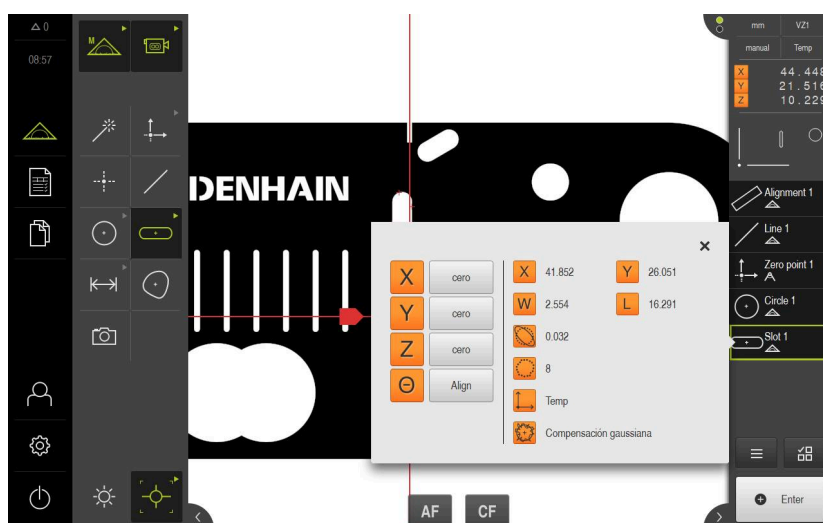 △ 0
08:57
M
DENHAIN
AF
CF
X
cero
Y
cero
Z
cero
Θ
Align
X
41.852
Y
26.051
W
2.554
L
16.291
0.032
8
Temp
Compensación gaussiana
mm
VZ1
manual
Temp
X
44.448
Y
21.516
Z
10.229
Alignment 1
Line 1
Zero point 1
Circle 1
Slot 1
Enter